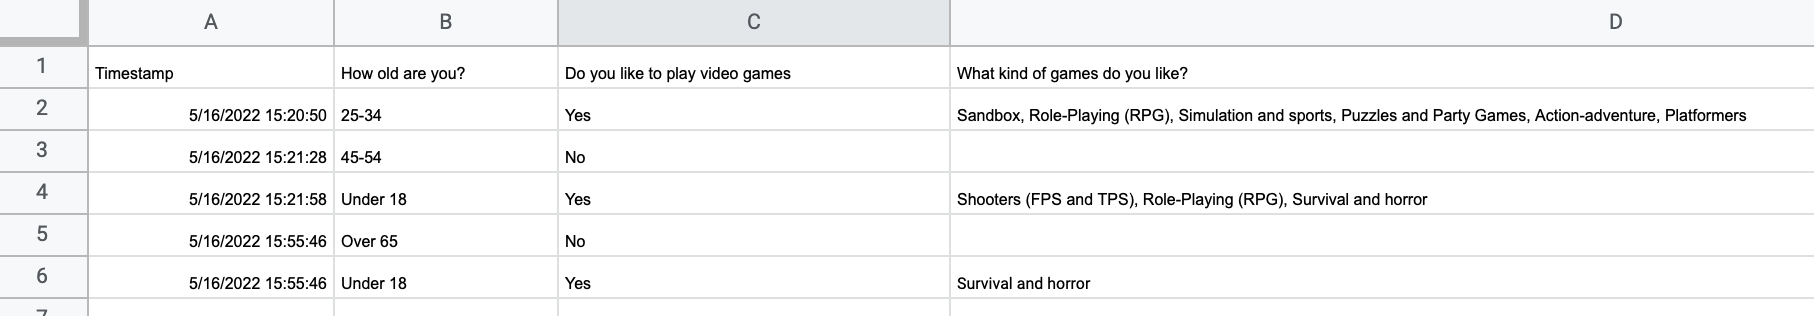 A B C D
1 Timestamp How old are you? Do you like to play video games What kind of games do you like?
2 5/16/2022 15:20:50 25-34 Yes Sandbox, Role-Playing (RPG), Simulation and sports, Puzzles and Party Games, Action-adventure, Platformers
3 5/16/2022 15:21:28 45-54 No
4 5/16/2022 15:21:58 Under 18 Yes Shooters (FPS and TPS), Role-Playing (RPG), Survival and horror
5 5/16/2022 15:55:46 Over 65 No
6 5/16/2022 15:55:46 Under 18 Yes Survival and horror
7